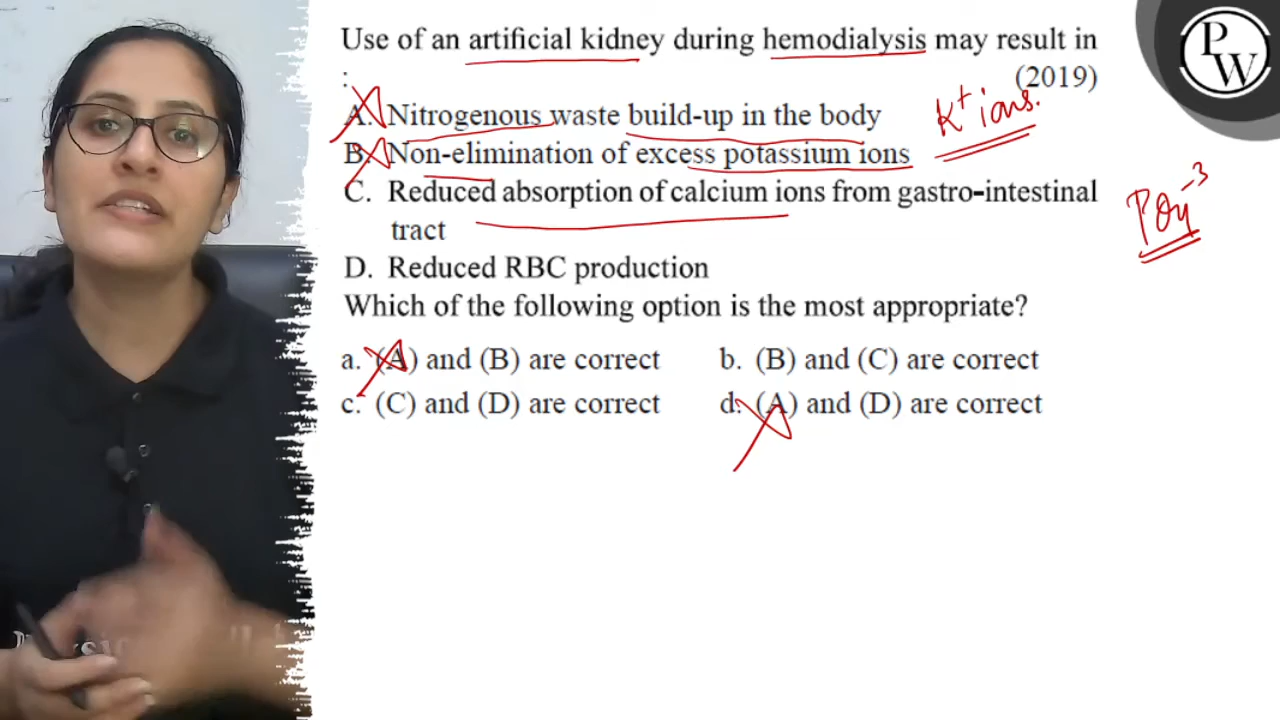 PW
Use of an artificial kidney during hemodialysis may result in
: (2019)
A. Nitrogenous waste build-up in the body
K+ ions.
B. Non-elimination of excess potassium ions
C. Reduced absorption of calcium ions from gastro-intestinal
tract
PO4-3
D. Reduced RBC production
Which of the following option is the most appropriate?
a. (A) and (B) are correct b. (B) and (C) are correct
c. (C) and (D) are correct d. (A) and (D) are correct